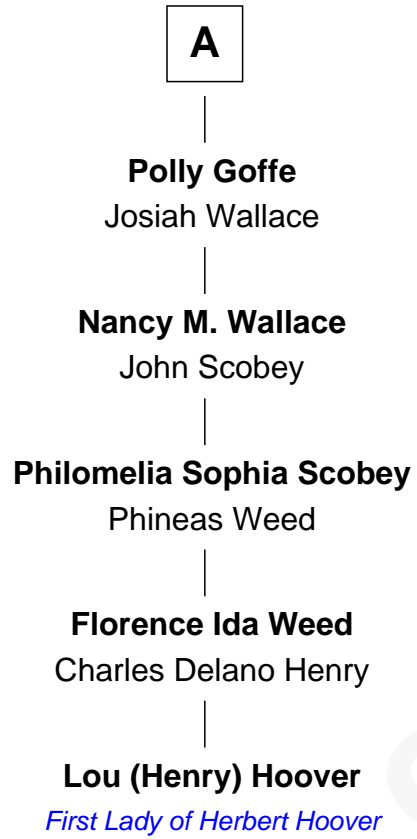 A
Polly Goffe
Josiah Wallace
Nancy M. Wallace
John Scobey
Philomelia Sophia Scobey
Phineas Weed
Florence Ida Weed
Charles Delano Henry
Lou (Henry) Hoover
First Lady of Herbert Hoover